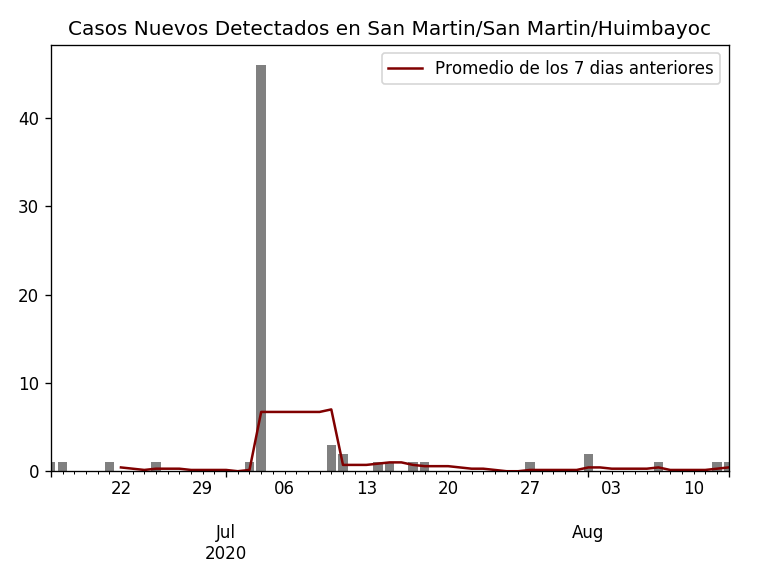 Casos Nuevos Detectados en San Martin/San Martin/Huimbayoc
Promedio de los 7 dias anteriores
40
30
20
10
0
22 29 06 13 20 27 03 10
Jul Aug
2020